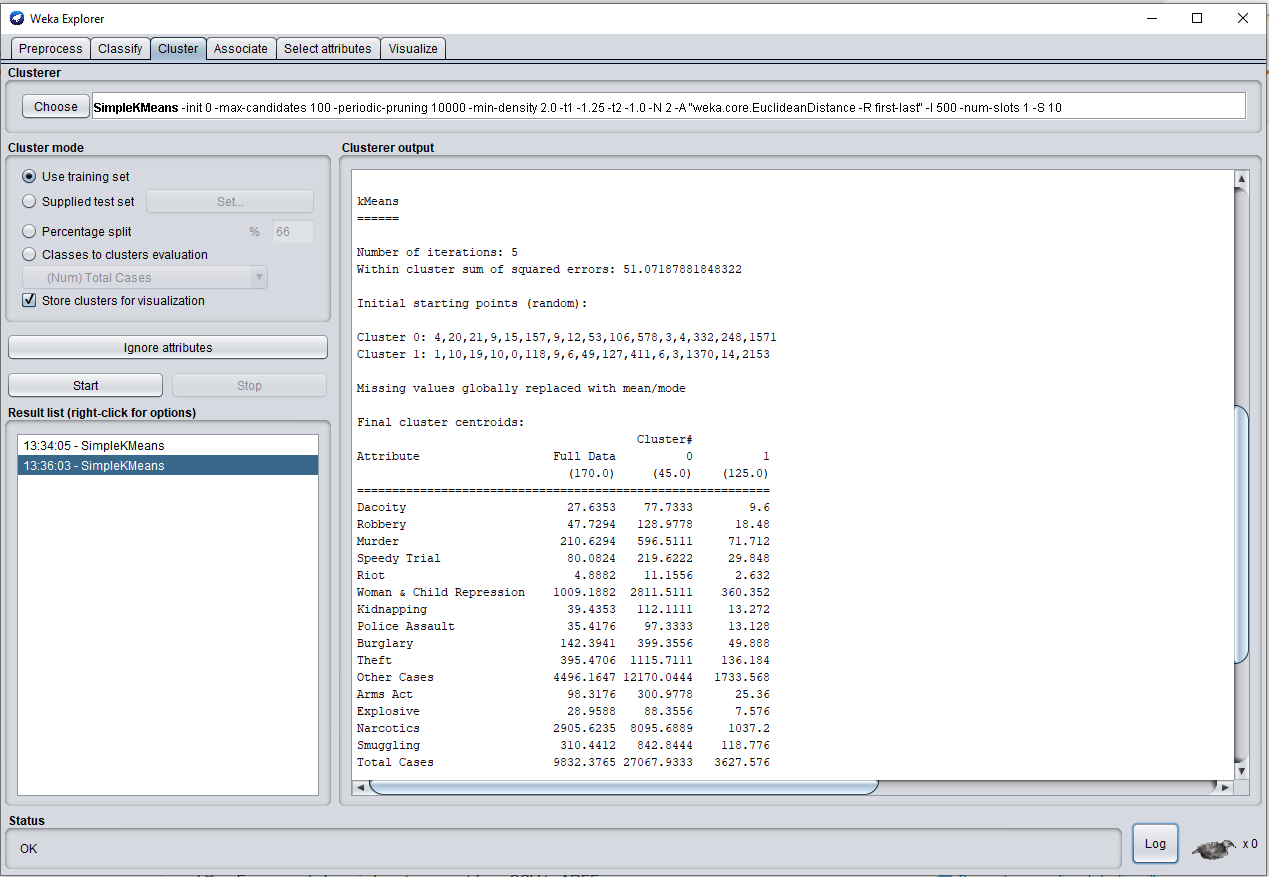 Weka Explorer
Preprocess Classify Cluster Associate Select attributes Visualize
Clusterer
Choose SimpleKMeans -init 0 -max-candidates 100 -periodic-pruning 10000 -min-density 2.0 -t1 -1.25 -t2 -1.0 -N 2 -A "weka.core.EuclideanDistance -R first-last" -I 500 -num-slots 1 -S 10
Cluster mode
Use training set
Supplied test set Set...
Percentage split % 66
Classes to clusters evaluation
(Num) Total Cases
Store clusters for visualization
Ignore attributes
Start Stop
Result list (right-click for options)
13:34:05 - SimpleKMeans
13:36:03 - SimpleKMeans
Clusterer output
kMeans
======
Number of iterations: 5
Within cluster sum of squared errors: 51.07187881848322
Initial starting points (random):
Cluster 0: 4,20,21,9,15,157,9,12,53,106,578,3,4,332,248,1571
Cluster 1: 1,10,19,10,0,118,9,6,49,127,411,6,3,1370,14,2153
Missing values globally replaced with mean/mode
Final cluster centroids:
Cluster#
Attribute Full Data 0 1
(170.0) (45.0) (125.0)
===========================================================
Dacoity 27.6353 77.7333 9.6
Robbery 47.7294 128.9778 18.48
Murder 210.6294 596.5111 71.712
Speedy Trial 80.0824 219.6222 29.848
Riot 4.8882 11.1556 2.632
Woman & Child Repression 1009.1882 2811.5111 360.352
Kidnapping 39.4353 112.1111 13.272
Police Assault 35.4176 97.3333 13.128
Burglary 142.3941 399.3556 49.888
Theft 395.4706 1115.7111 136.184
Other Cases 4496.1647 12170.0444 1733.568
Arms Act 98.3176 300.9778 25.36
Explosive 28.9588 88.3556 7.576
Narcotics 2905.6235 8095.6889 1037.2
Smuggling 310.4412 842.8444 118.776
Total Cases 9832.3765 27067.9333 3627.576
Status
OK
Log
x 0